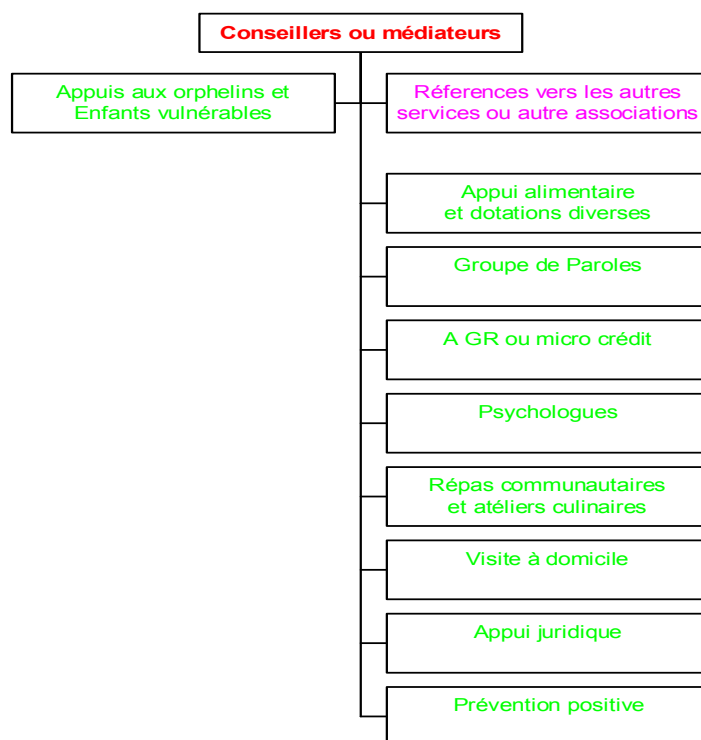 Conseillers ou médiateurs
Appuis aux orphelins et
Enfants vulnérables
Réferences vers les autres
services ou autre associations
Appui alimentaire
et dotations diverses
Groupe de Paroles
A GR ou micro crédit
Psychologues
Répas communautaires
et atéliers culinaires
Visite à domicile
Appui juridique
Prévention positive